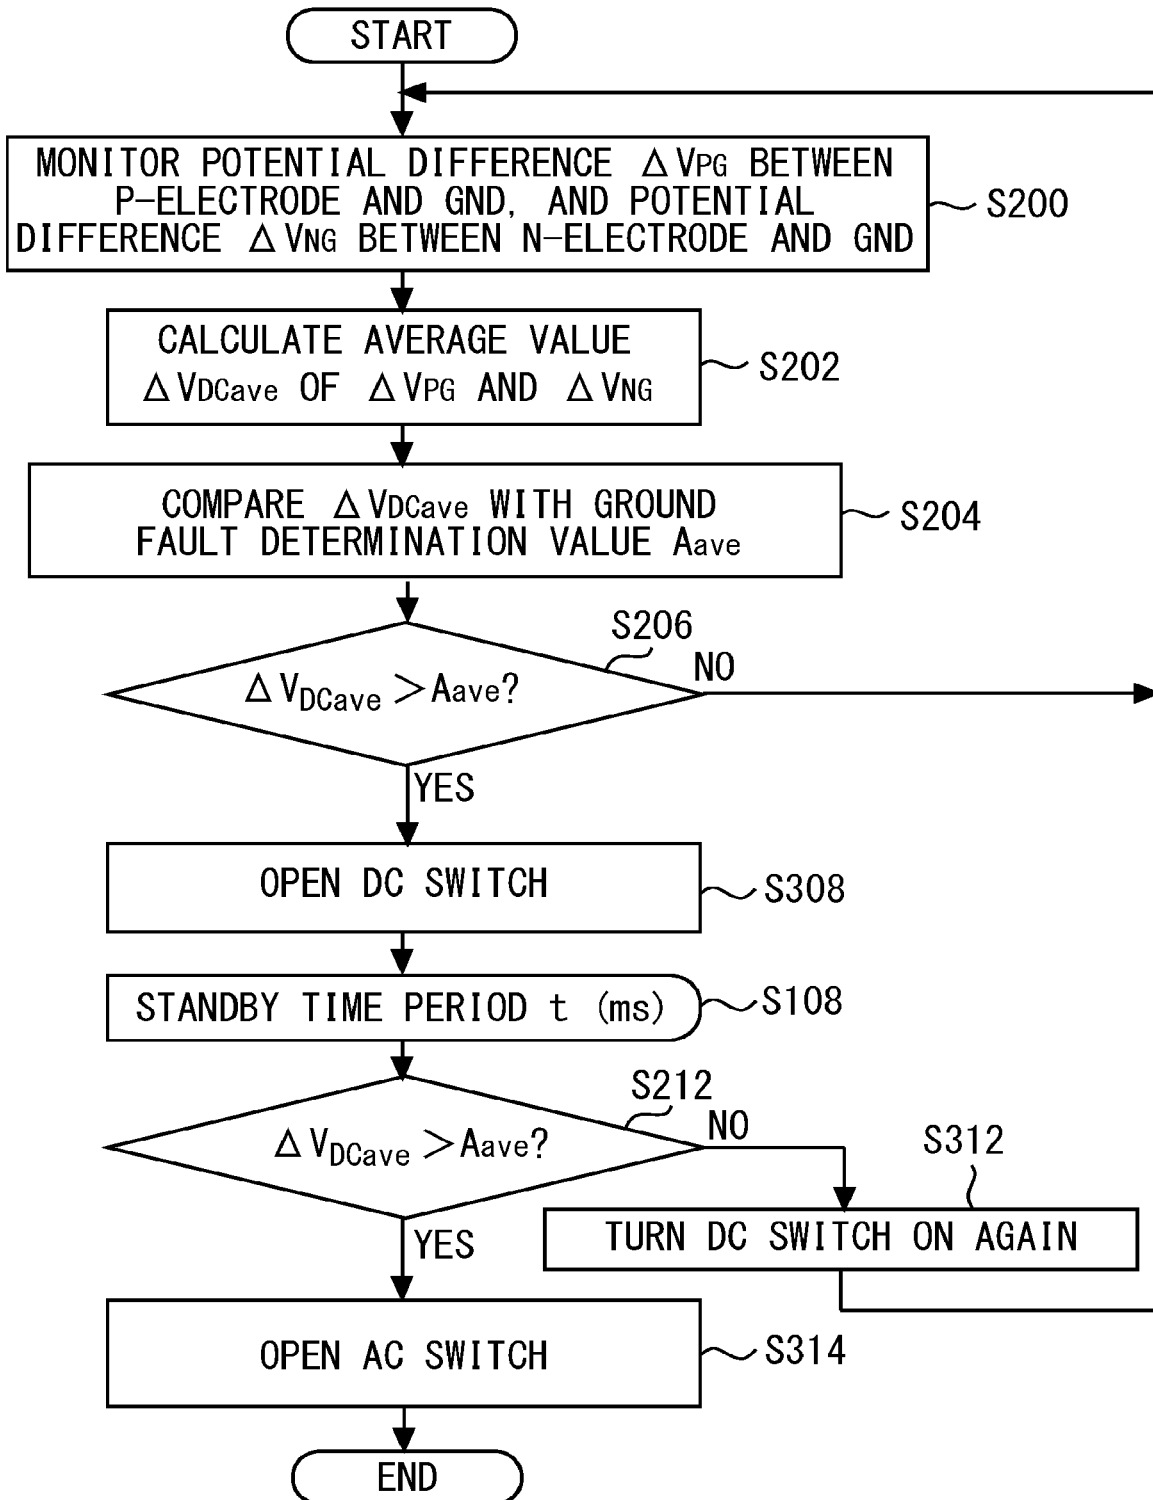 START
MONITOR POTENTIAL DIFFERENCE ΔVPG BETWEEN
P-ELECTRODE AND GND, AND POTENTIAL
DIFFERENCE ΔVNG BETWEEN N-ELECTRODE AND GND
S200
CALCULATE AVERAGE VALUE
ΔVDCave OF ΔVPG AND ΔVNG
S202
COMPARE ΔVDCave WITH GROUND
FAULT DETERMINATION VALUE Aave
S204
S206
ΔVDCave > Aave?
NO
YES
OPEN DC SWITCH
S308
STANDBY TIME PERIOD t (ms)
S108
S212
ΔVDCave > Aave?
NO
S312
TURN DC SWITCH ON AGAIN
YES
OPEN AC SWITCH
S314
END